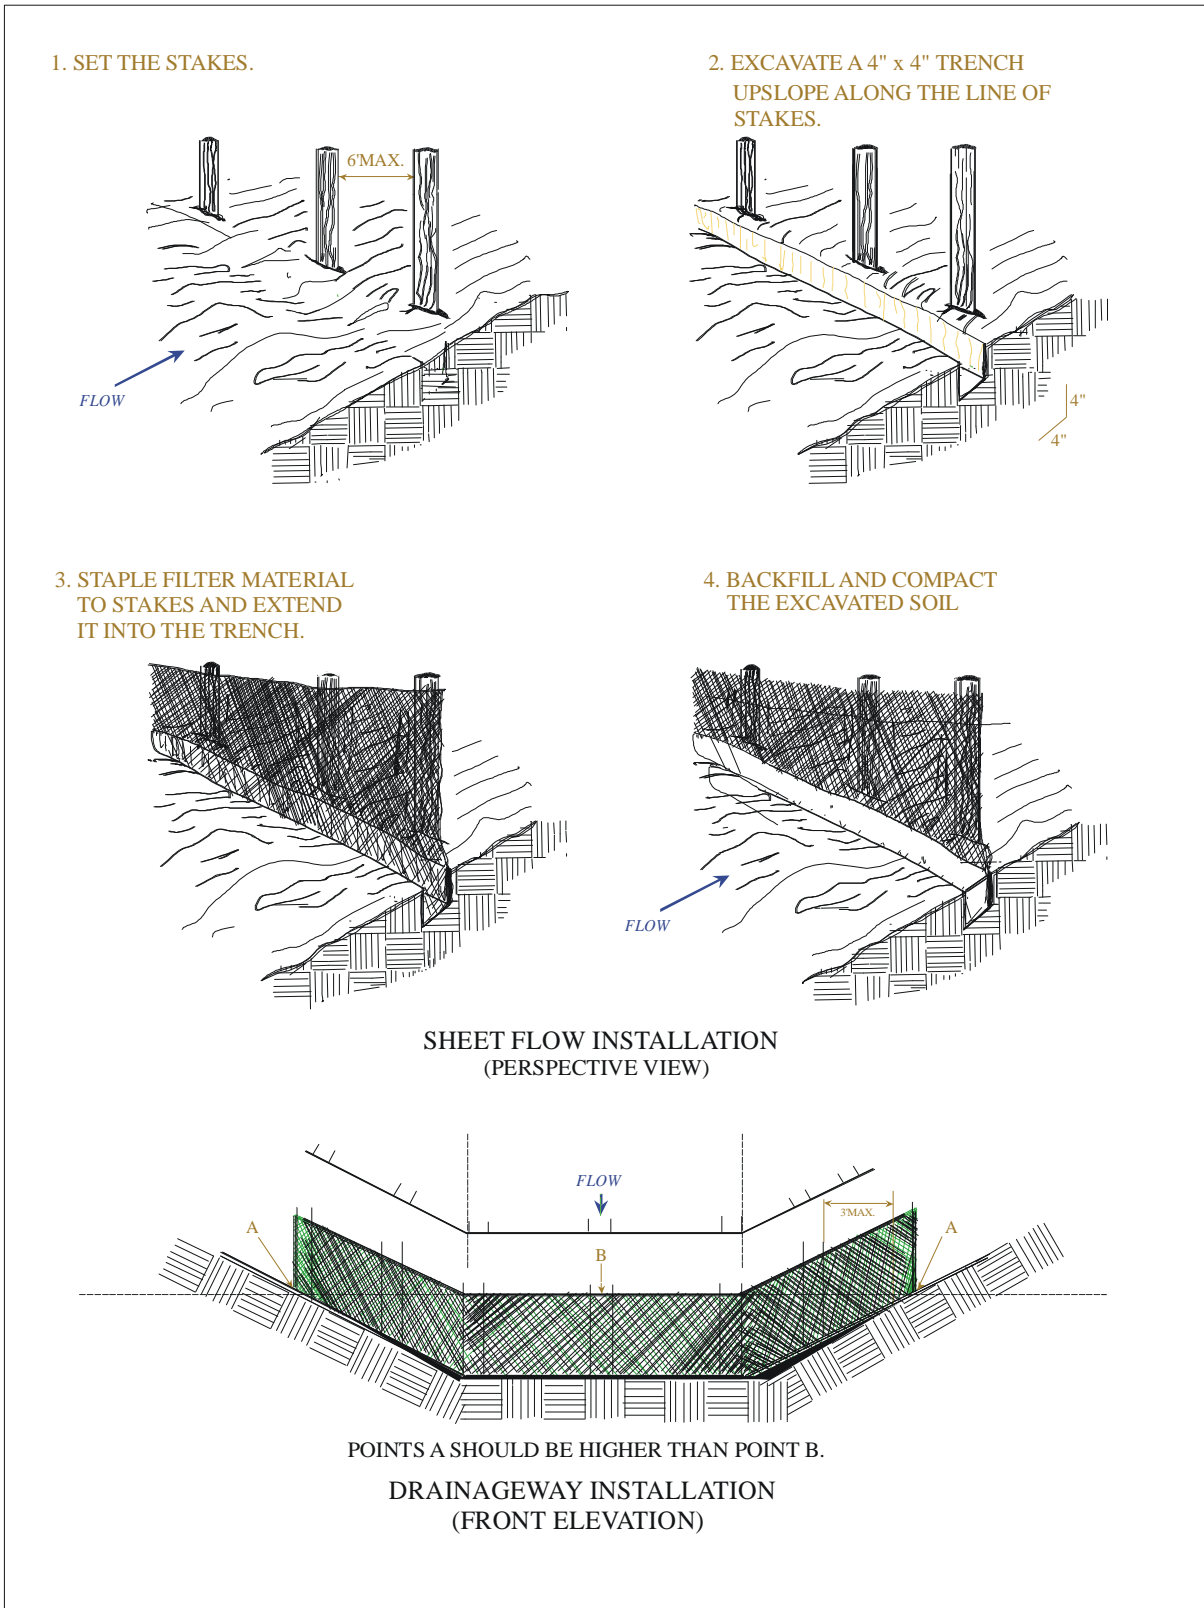 1. SET THE STAKES.
2. EXCAVATE A 4" x 4" TRENCH
UPSLOPE ALONG THE LINE OF
STAKES.
6'MAX.
FLOW
4"
4"
3. STAPLE FILTER MATERIAL
TO STAKES AND EXTEND
IT INTO THE TRENCH.
4. BACKFILL AND COMPACT
THE EXCAVATED SOIL
FLOW
SHEET FLOW INSTALLATION
(PERSPECTIVE VIEW)
FLOW
3'MAX.
A
B
A
POINTS A SHOULD BE HIGHER THAN POINT B.
DRAINAGEWAY INSTALLATION
(FRONT ELEVATION)